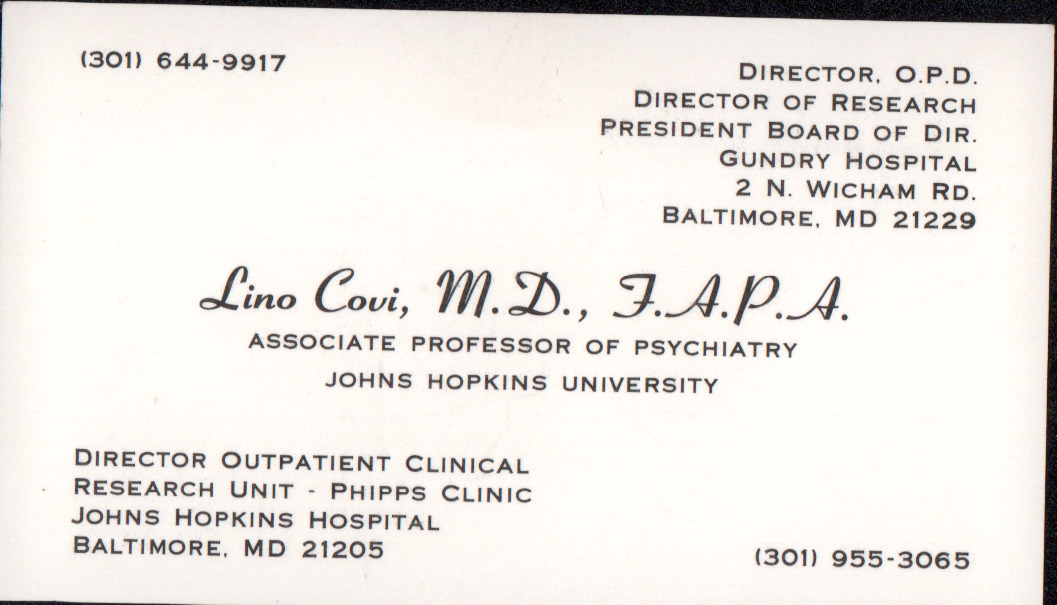 (301) 644-9917
DIRECTOR, O.P.D.
DIRECTOR OF RESEARCH
PRESIDENT BOARD OF DIR.
GUNDRY HOSPITAL
2 N. WICHAM RD.
BALTIMORE, MD 21229
Lino Covi, M.D., F.A.P.A.
ASSOCIATE PROFESSOR OF PSYCHIATRY
JOHNS HOPKINS UNIVERSITY
DIRECTOR OUTPATIENT CLINICAL
RESEARCH UNIT - PHIPPS CLINIC
JOHNS HOPKINS HOSPITAL
BALTIMORE, MD 21205
(301) 955-3065